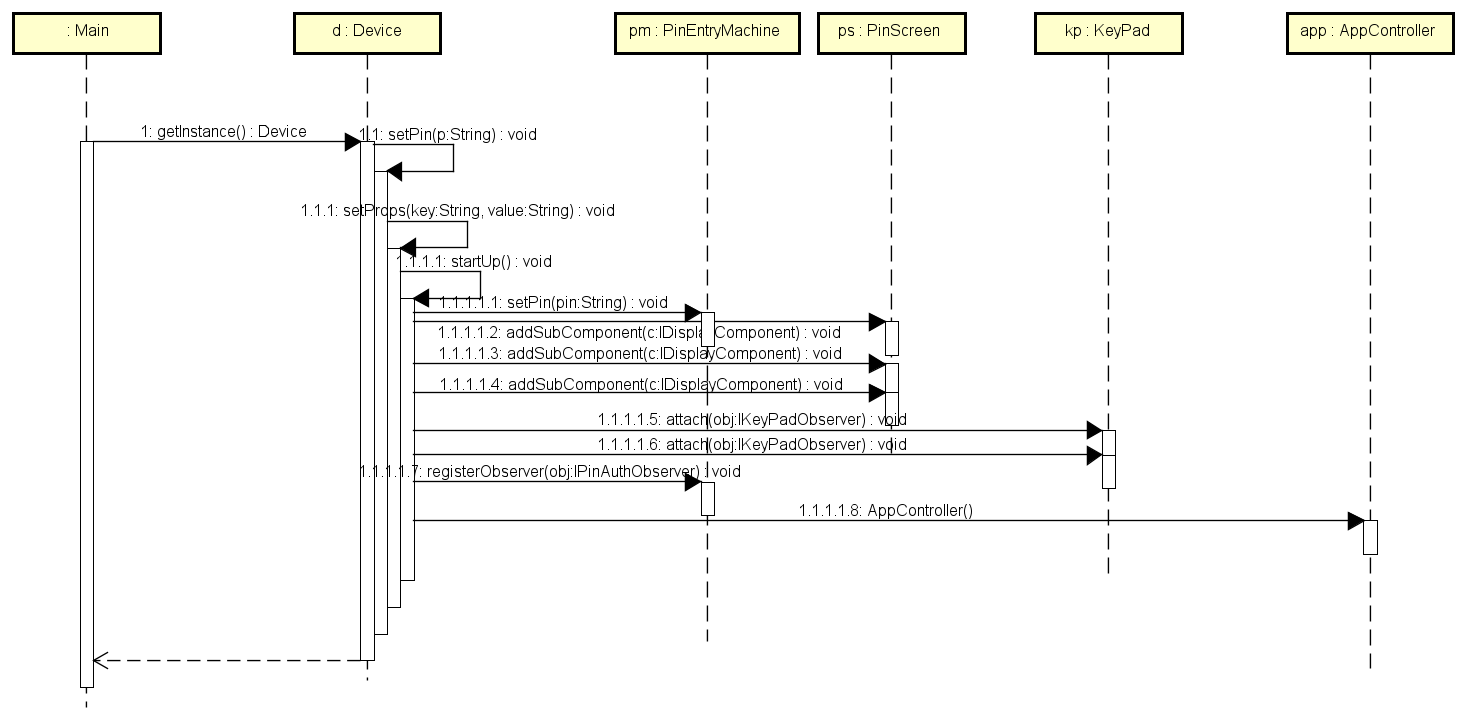 : Main
d : Device
pm : PinEntryMachine
ps : PinScreen
kp : KeyPad
app : AppController
1: getInstance() : Device
1.1: setPin(p:String) : void
1.1.1: setProps(key:String, value:String) : void
1.1.1.1: startUp() : void
1.1.1.1.1: setPin(pin:String) : void
1.1.1.1.2: addSubComponent(c:IDisplayComponent) : void
1.1.1.1.3: addSubComponent(c:IDisplayComponent) : void
1.1.1.1.4: addSubComponent(c:IDisplayComponent) : void
1.1.1.1.5: attach(obj:IKeyPadObserver) : void
1.1.1.1.6: attach(obj:IKeyPadObserver) : void
1.1.1.1.7: registerObserver(obj:IPinAuthObserver) : void
1.1.1.1.8: AppController()